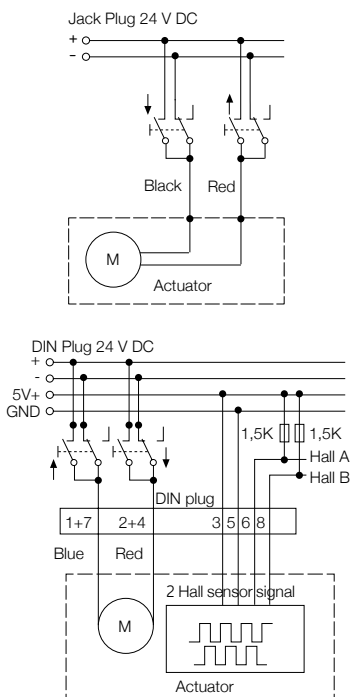 Jack Plug 24 V DC
+
-
Black Red
M
Actuator
DIN Plug 24 V DC
+
-
5V+
GND
1,5K 1,5K
Hall A
Hall B
DIN plug
1+7 2+4 3 5 6 8
Blue Red
2 Hall sensor signal
M
Actuator